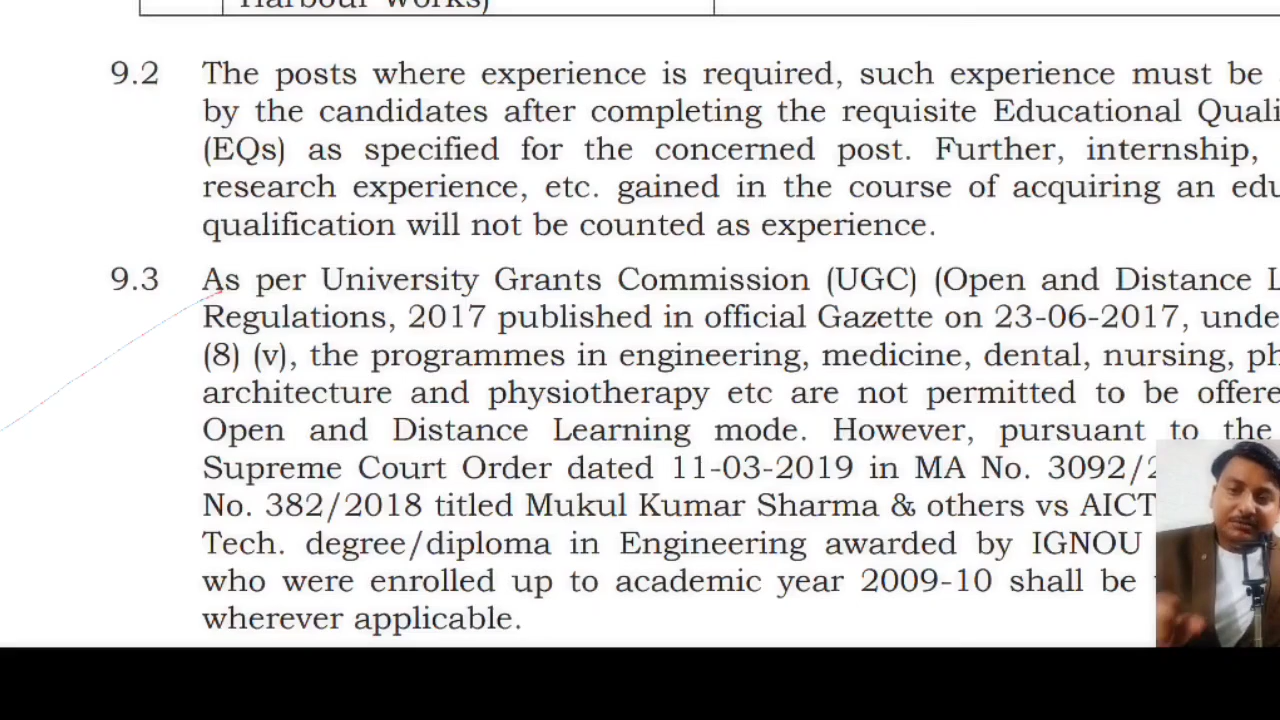 Harbour Works)
9.2 The posts where experience is required, such experience must be
by the candidates after completing the requisite Educational
(EQs) as specified for the concerned post. Further, internship,
research experience, etc. gained in the course of acquiring an
qualification will not be counted as experience.
9.3 As per University Grants Commission (UGC) (Open and Distance
Regulations, 2017 published in official Gazette on 23-06-2017,
(8) (v), the programmes in engineering, medicine, dental, nursing,
architecture and physiotherapy etc are not permitted to be
Open and Distance Learning mode. However, pursuant to the
Supreme Court Order dated 11-03-2019 in MA No.
No. 382/2018 titled Mukul Kumar Sharma & others vs
Tech. degree/diploma in Engineering awarded by IGNOU
who were enrolled up to academic year 2009-10 shall be
wherever applicable.